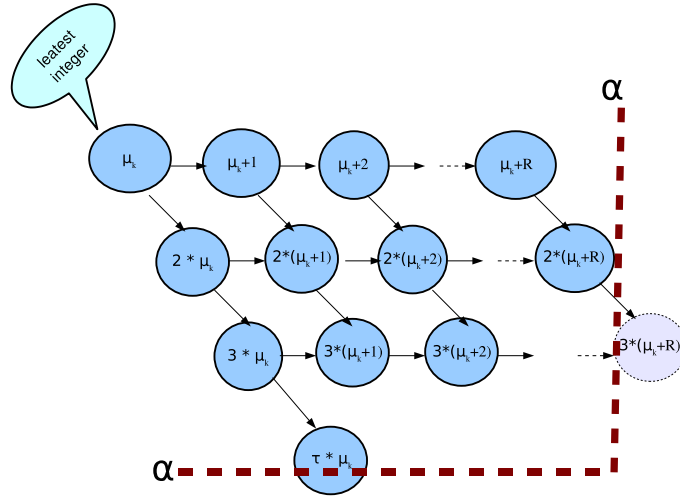 leatest
integer
α
μk
μk+1
μk+2
μk+R
2 * μk
2*(μk+1)
2*(μk+2)
2*(μk+R)
3 * μk
3*(μk+1)
3*(μk+2)
3*(μk+R)
τ * μk
α